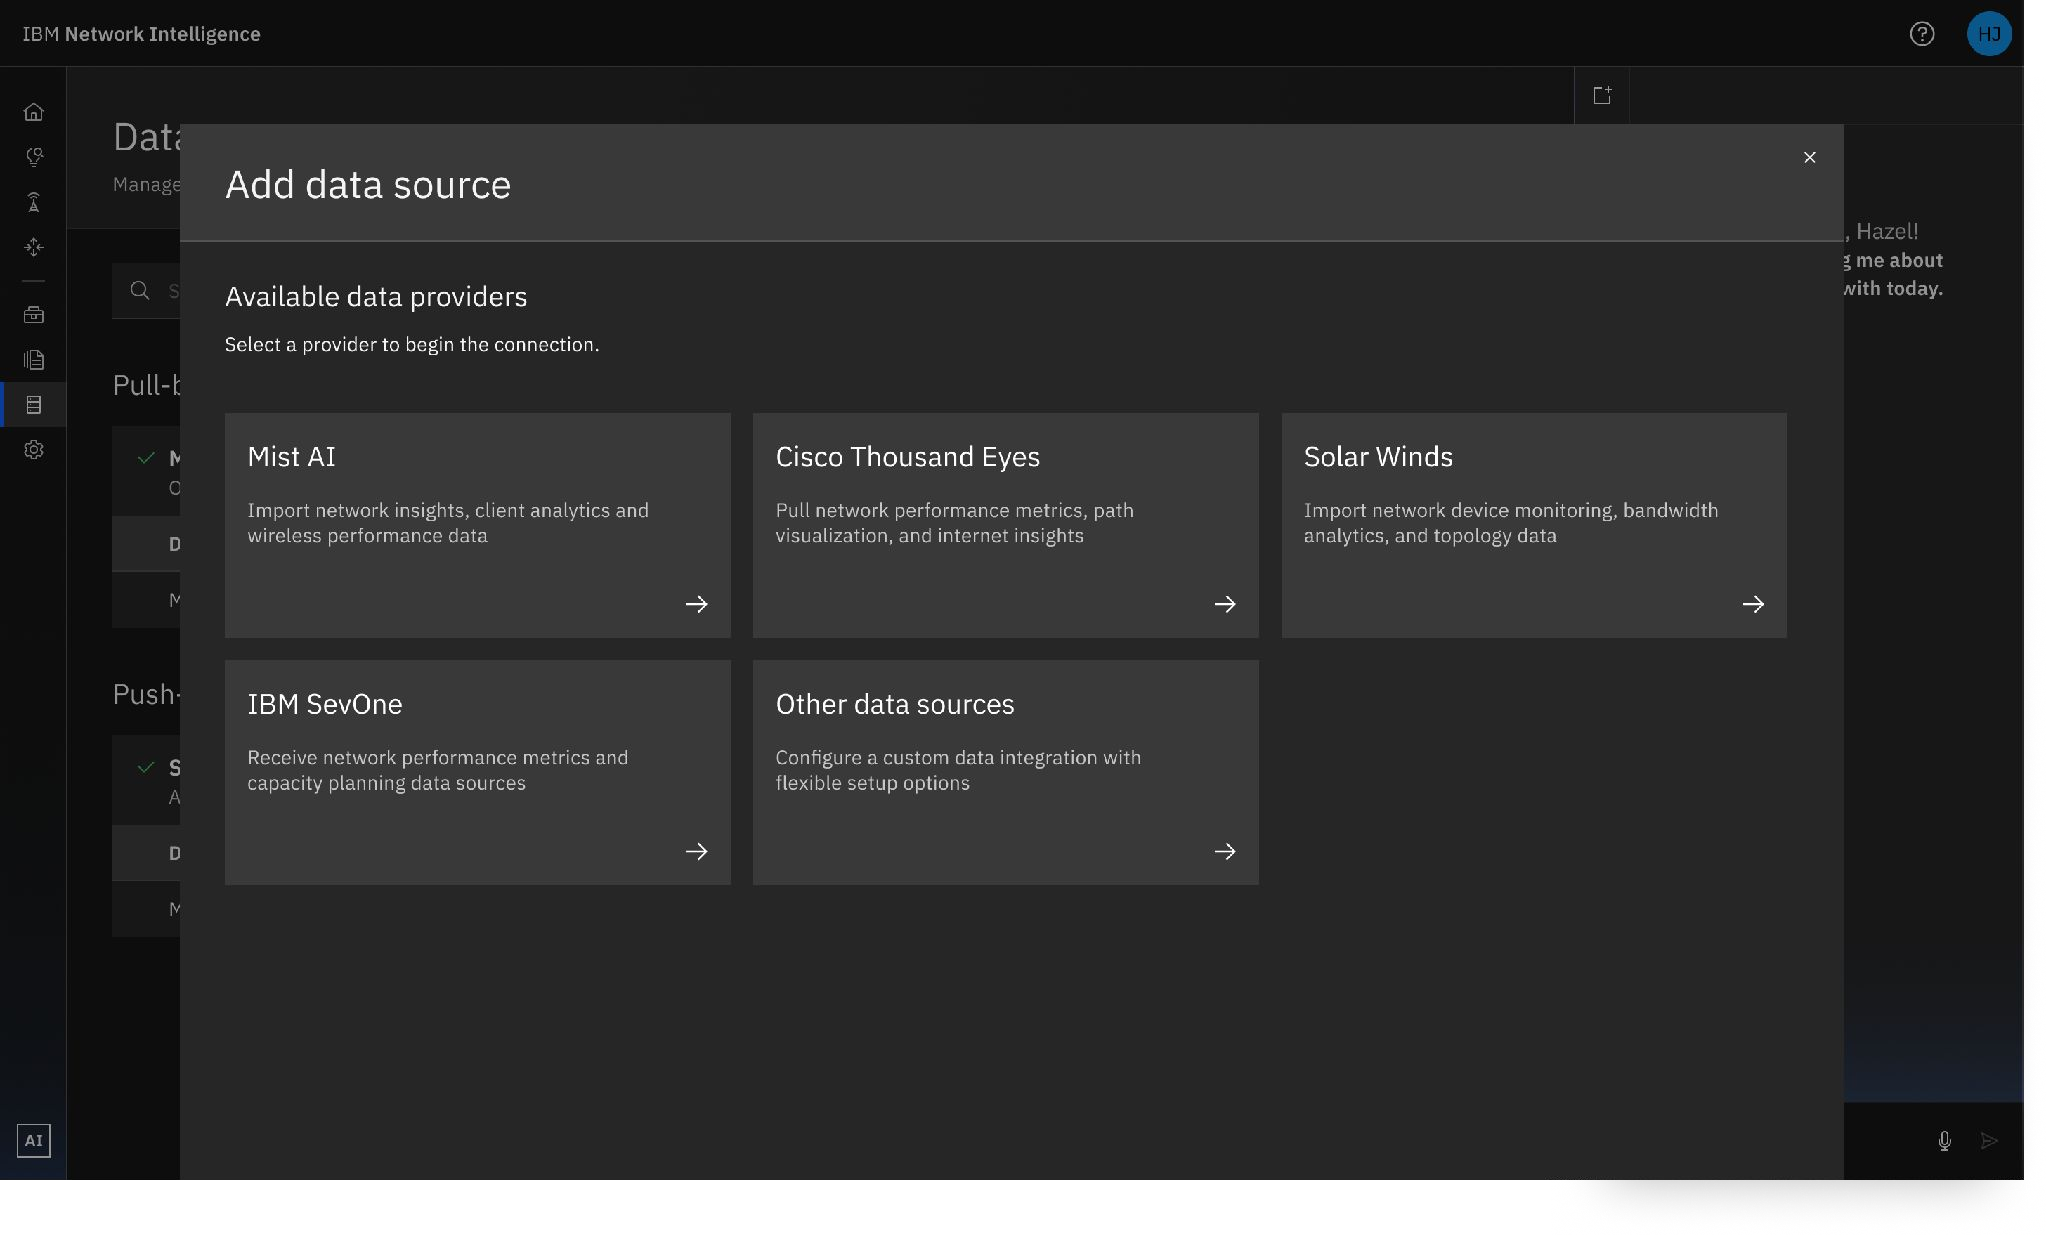 IBM Network Intelligence
HJ
Manage
Add data source
, Hazel!
me about
with today.
Available data providers
Select a provider to begin the connection.
Mist AI
Import network insights, client analytics and
wireless performance data
Cisco Thousand Eyes
Pull network performance metrics, path
visualization, and internet insights
Solar Winds
Import network device monitoring, bandwidth
analytics, and topology data
IBM SevOne
Receive network performance metrics and
capacity planning data sources
Other data sources
Configure a custom data integration with
flexible setup options
AI